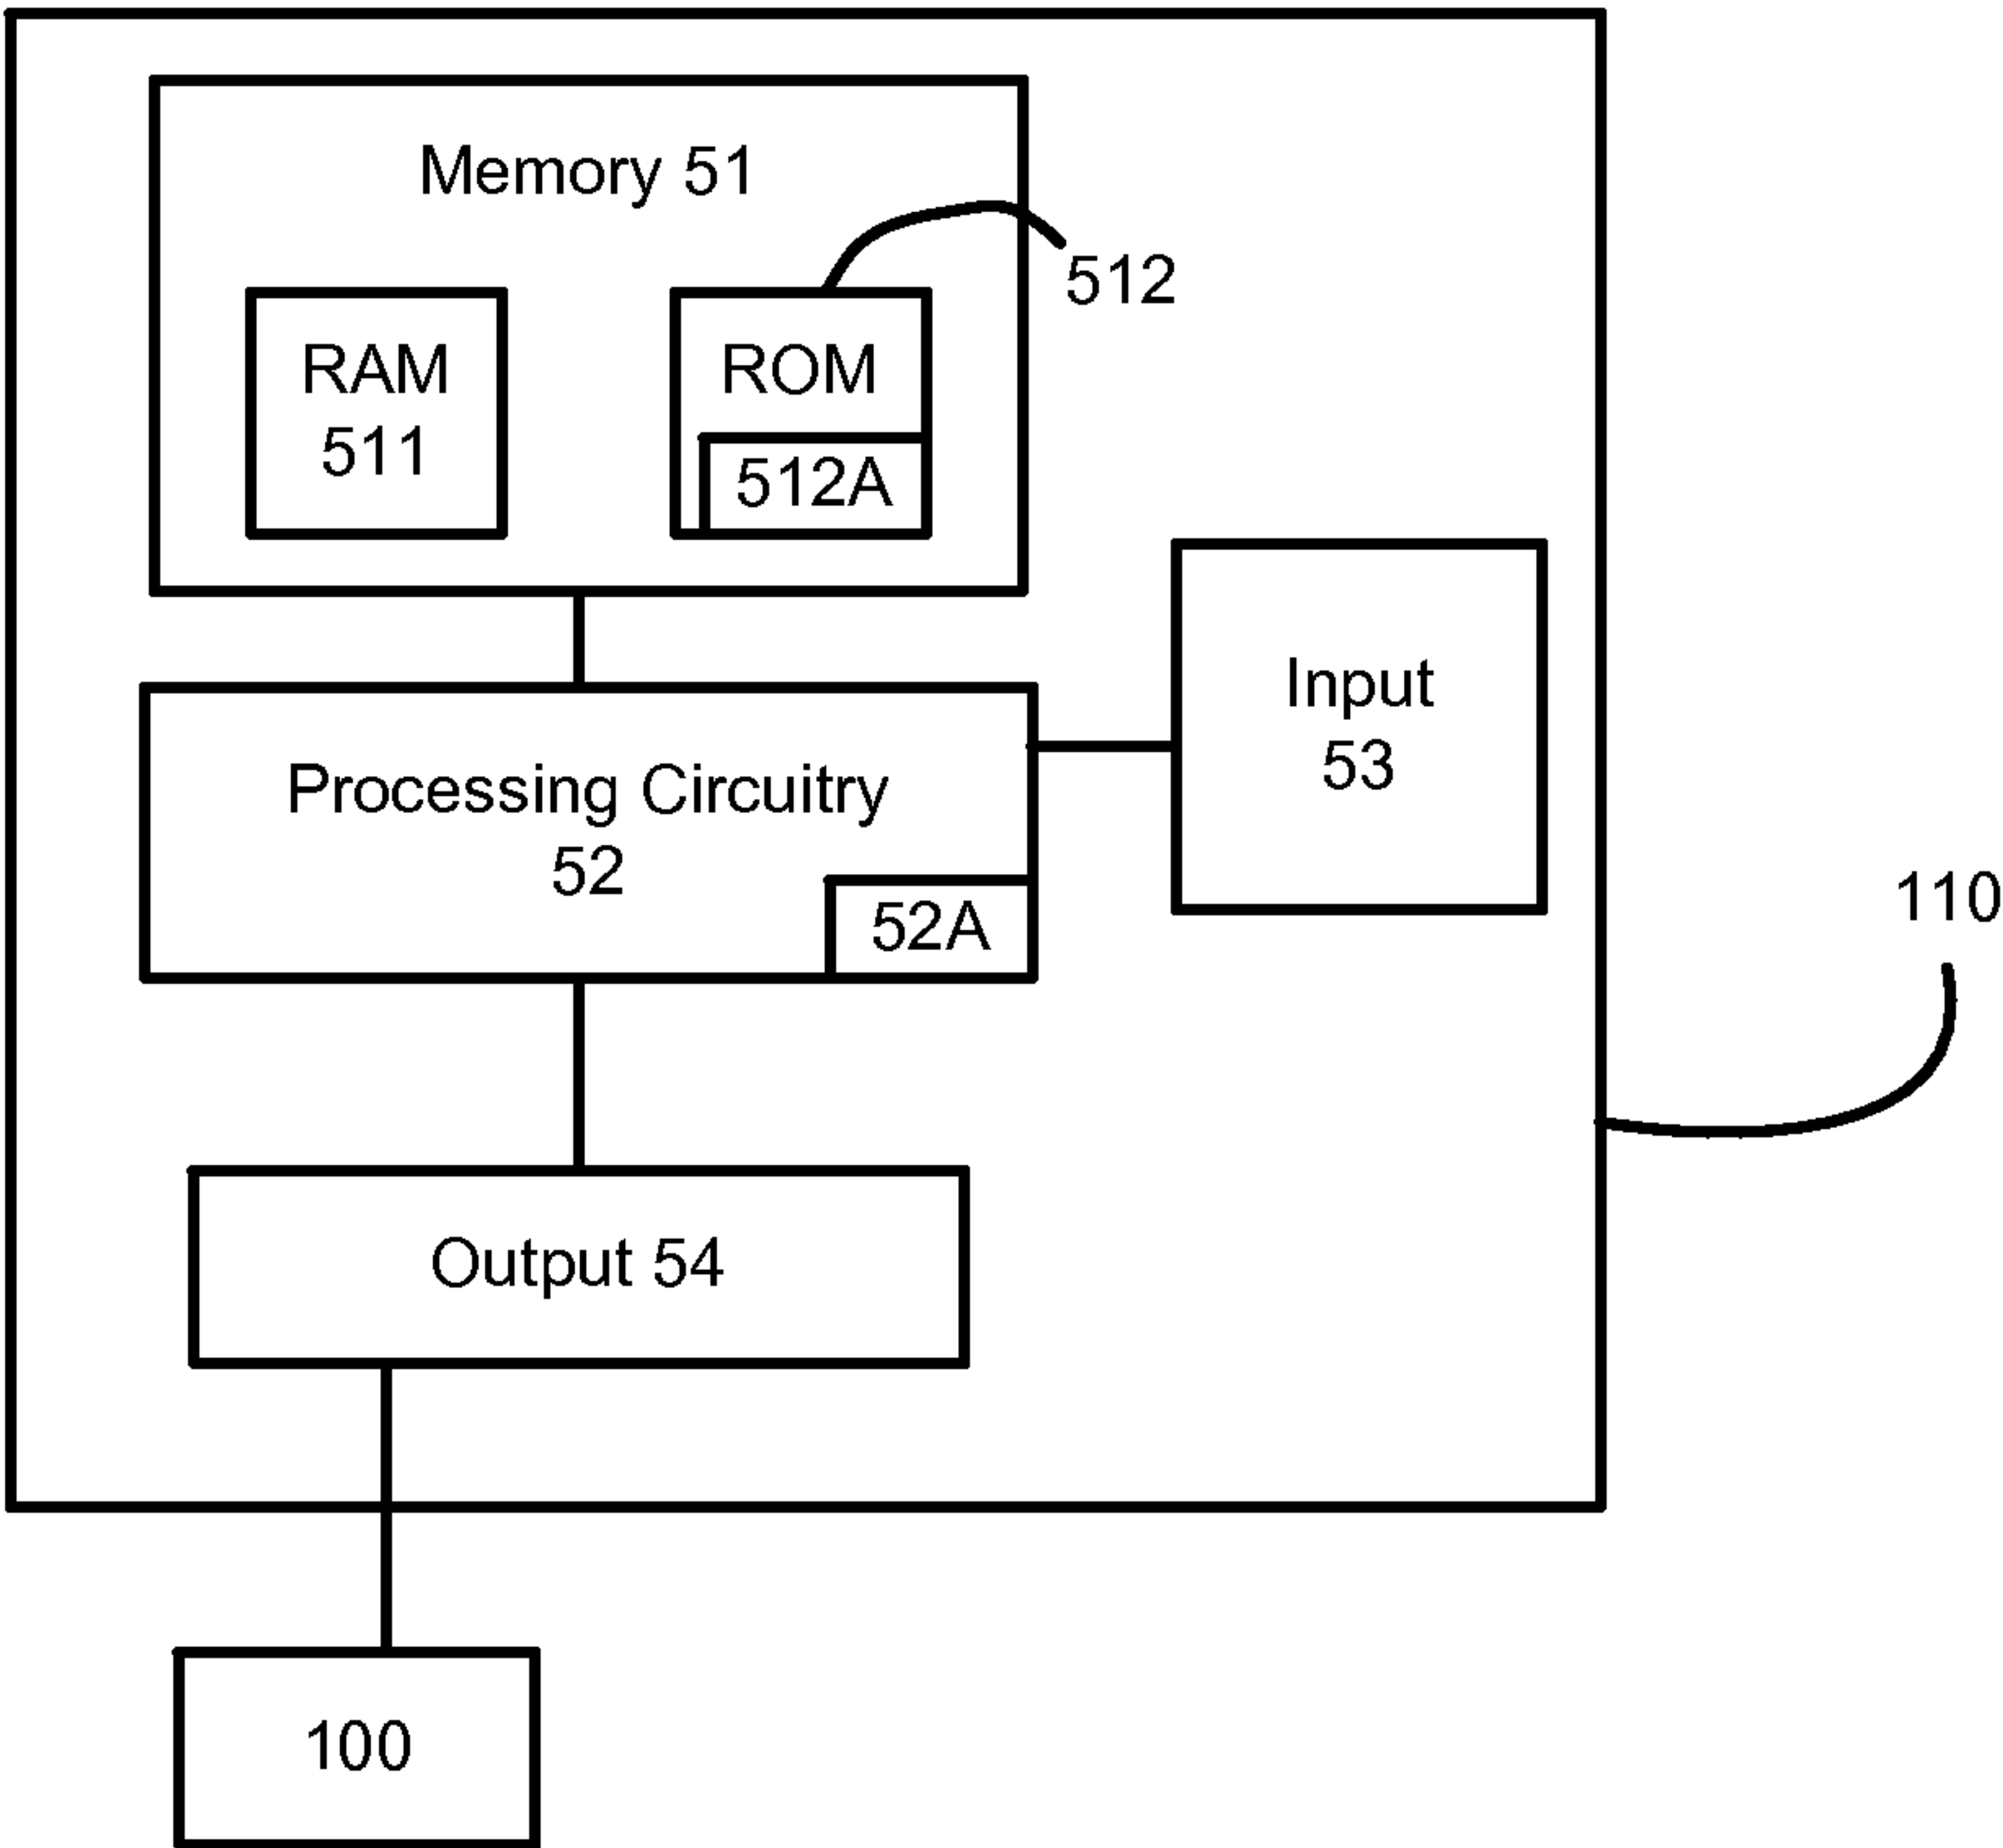 Memory 51
512
RAM
511
ROM
512A
Input
53
Processing Circuitry
52
52A
110
Output 54
100